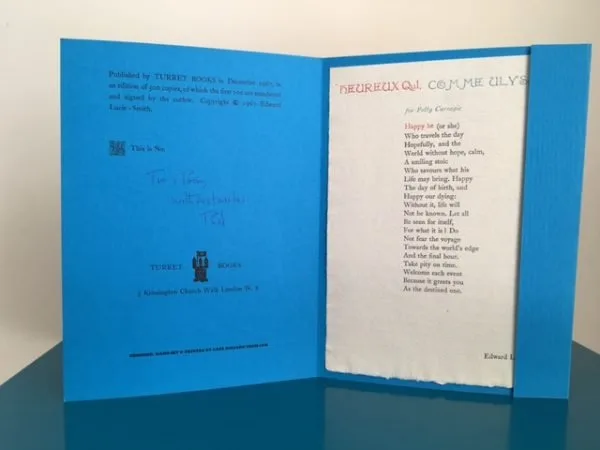 Published by TURRET BOOKS in December 1967, in
an edition of copies, of which the first are numbered
and signed by the author. Copyright © 1967 Edward
Lucie-Smith.
This is No.
TURRET BOOKS
5 Kensington Church Walk London W. 8
HEUREUX QUI, COMME ULYS
for Polly Carnegie
Happy he (or she)
Who travels the day
Hopefully, and the
World without hope, calm,
A smiling stoic
Who savours what his
Life may bring. Happy
The day of birth, and
Happy our dying:
Without it, life will
Not be known. Let all
Be seen for itself,
For what it is! Do
Not fear the voyage
Towards the world's edge
And the final hour.
Take pity on time.
Welcome each event
Because it greets you
As the destined one.
Edward L